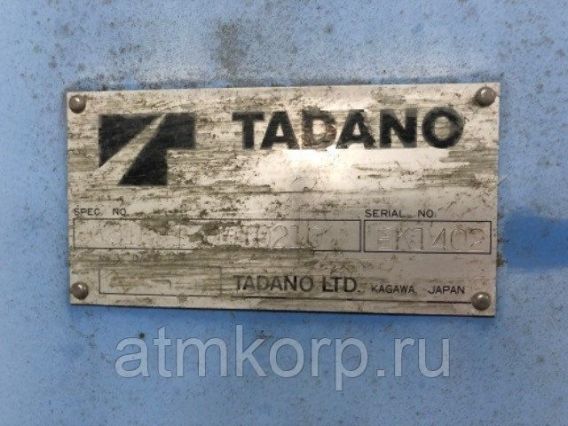 TADANO
SPEC. NO. SERIAL NO.
TADANO LTD. KAGAWA, JAPAN
atmkorp.ru